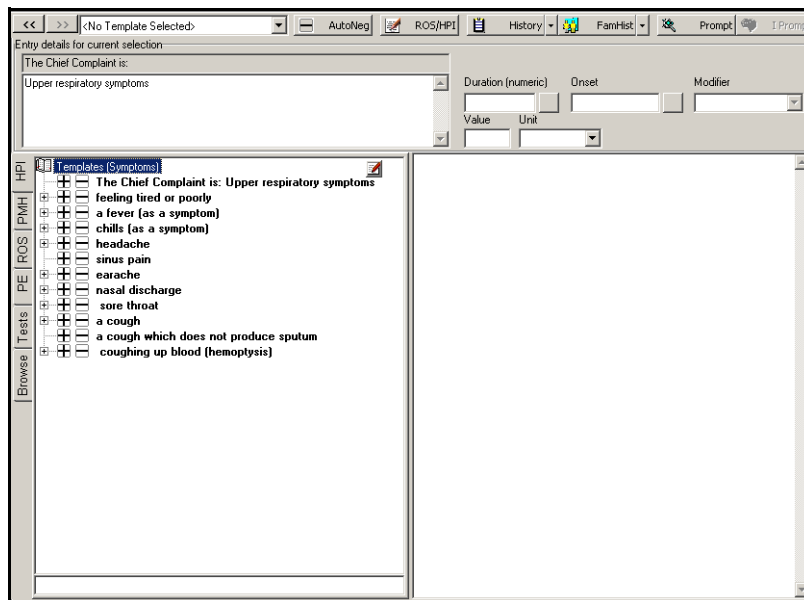 << >> <No Template Selected> AutoNeg ROS/HPI History FamHist Prompt I Prom
Entry details for current selection
The Chief Complaint is:
Upper respiratory symptoms
Duration (numeric) Onset Modifier
Value Unit
HPI
PMH
ROS
PE
Tests
Browse
Templates (Symptoms)
The Chief Complaint is: Upper respiratory symptoms
feeling tired or poorly
a fever (as a symptom)
chills (as a symptom)
headache
sinus pain
earache
nasal discharge
sore throat
a cough
a cough which does not produce sputum
coughing up blood (hemoptysis)